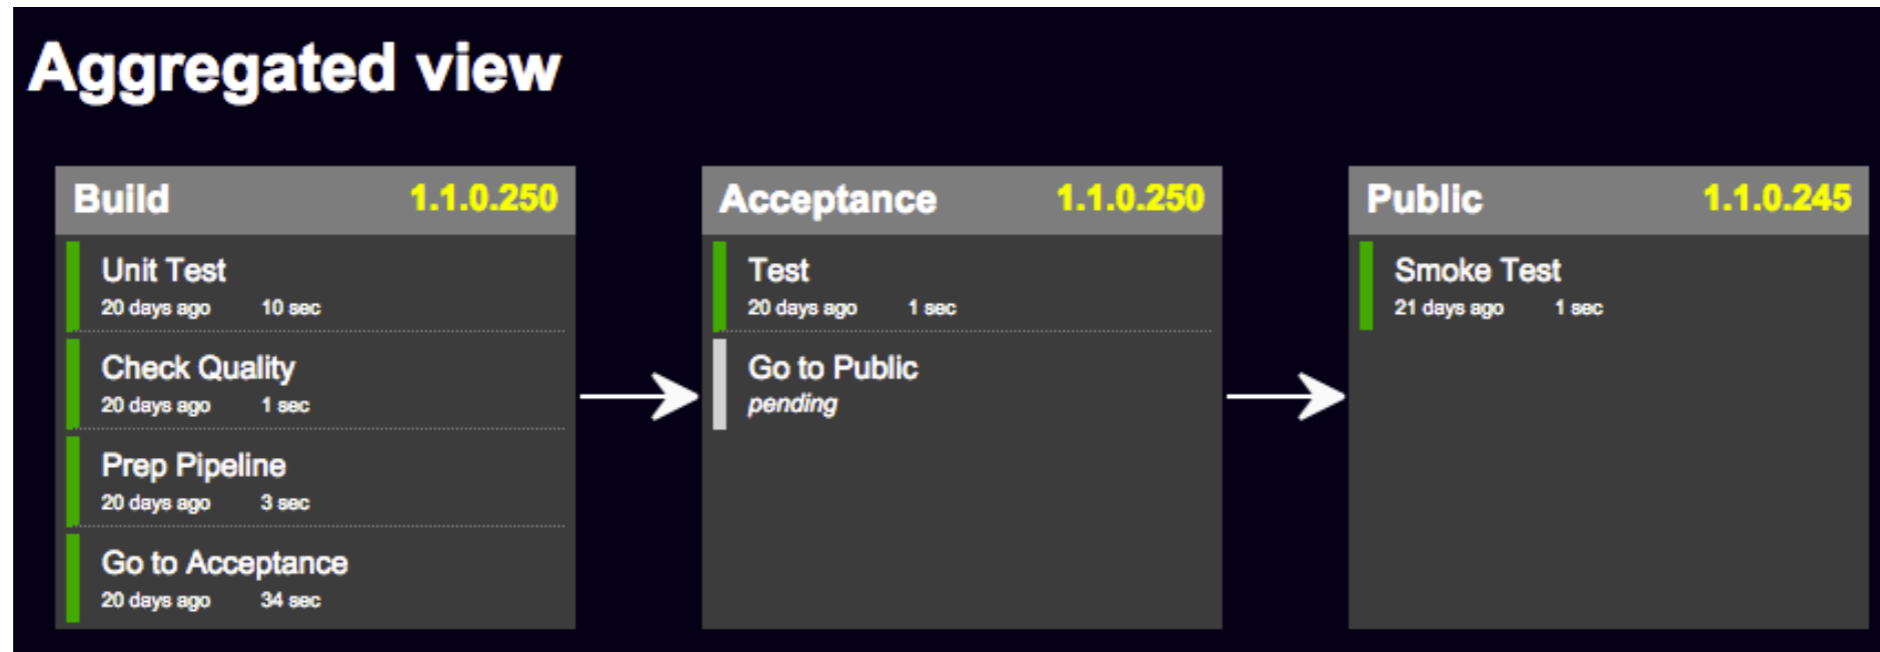 Aggregated view
Build 1.1.0.250
Unit Test
20 days ago 10 sec
Check Quality
20 days ago 1 sec
Prep Pipeline
20 days ago 3 sec
Go to Acceptance
20 days ago 34 sec
Acceptance 1.1.0.250
Test
20 days ago 1 sec
Go to Public
pending
Public 1.1.0.245
Smoke Test
21 days ago 1 sec